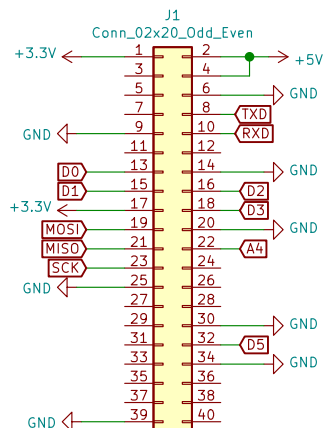 J1
Conn_02x20_Odd_Even
+3.3V 1 2 +5V
3 4
5 6 GND
7 8 TXD
GND 9 10 RXD
11 12
D0 13 14 GND
D1 15 16 D2
+3.3V 17 18 D3
MOSI 19 20 GND
MISO 21 22 A4
SCK 23 24
GND 25 26
27 28
29 30 GND
31 32 D5
33 34 GND
35 36
37 38
GND 39 40